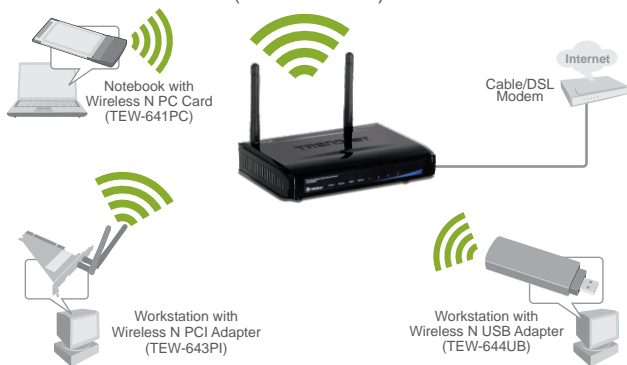 Internet
Cable/DSL
Modem
Notebook with
Wireless N PC Card
(TEW-641PC)
TRENDNET
Workstation with
Wireless N PCI Adapter
(TEW-643PI)
Workstation with
Wireless N USB Adapter
(TEW-644UB)